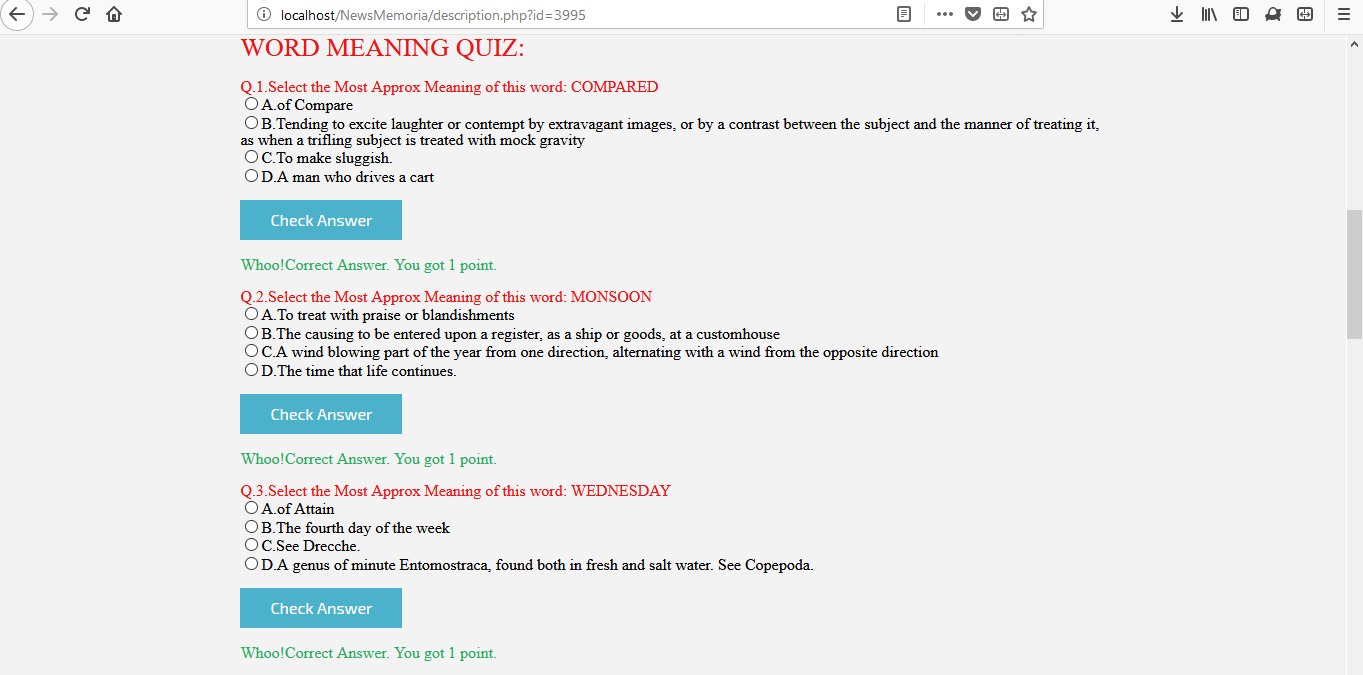 localhost/NewsMemoria/description.php?id=3995
WORD MEANING QUIZ:
Q.1.Select the Most Approx Meaning of this word: COMPARED
A.of Compare
B.Tending to excite laughter or contempt by extravagant images, or by a contrast between the subject and the manner of treating it,
as when a trifling subject is treated with mock gravity
C.To make sluggish.
D.A man who drives a cart
Check Answer
Whoo!Correct Answer. You got 1 point.
Q.2.Select the Most Approx Meaning of this word: MONSOON
A.To treat with praise or blandishments
B.The causing to be entered upon a register, as a ship or goods, at a customhouse
C.A wind blowing part of the year from one direction, alternating with a wind from the opposite direction
D.The time that life continues.
Check Answer
Whoo!Correct Answer. You got 1 point.
Q.3.Select the Most Approx Meaning of this word: WEDNESDAY
A.of Attain
B.The fourth day of the week
C.See Drecche.
D.A genus of minute Entomostraca, found both in fresh and salt water. See Copepoda.
Check Answer
Whoo!Correct Answer. You got 1 point.